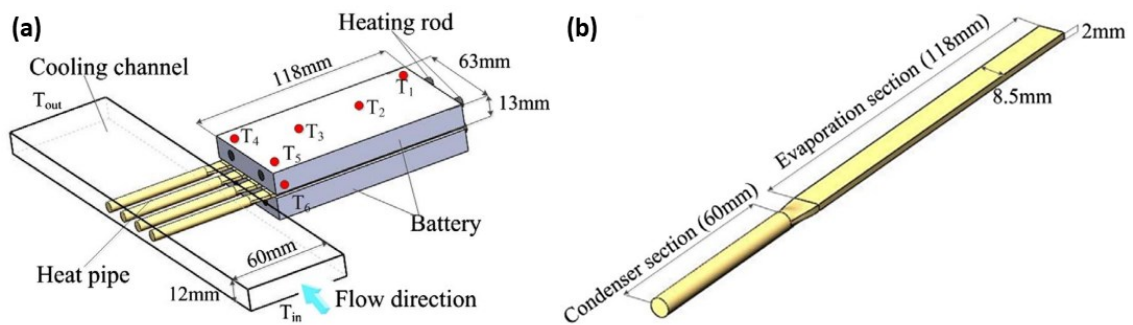 (a)
Heating rod
Cooling channel
118mm
63mm
13mm
Tout
T1
T2
T3
T4
T5
T6
Battery
Heat pipe
60mm
12mm
Flow direction
Tin
(b)
2mm
Evaporation section (118mm)
8.5mm
Condenser section (60mm)